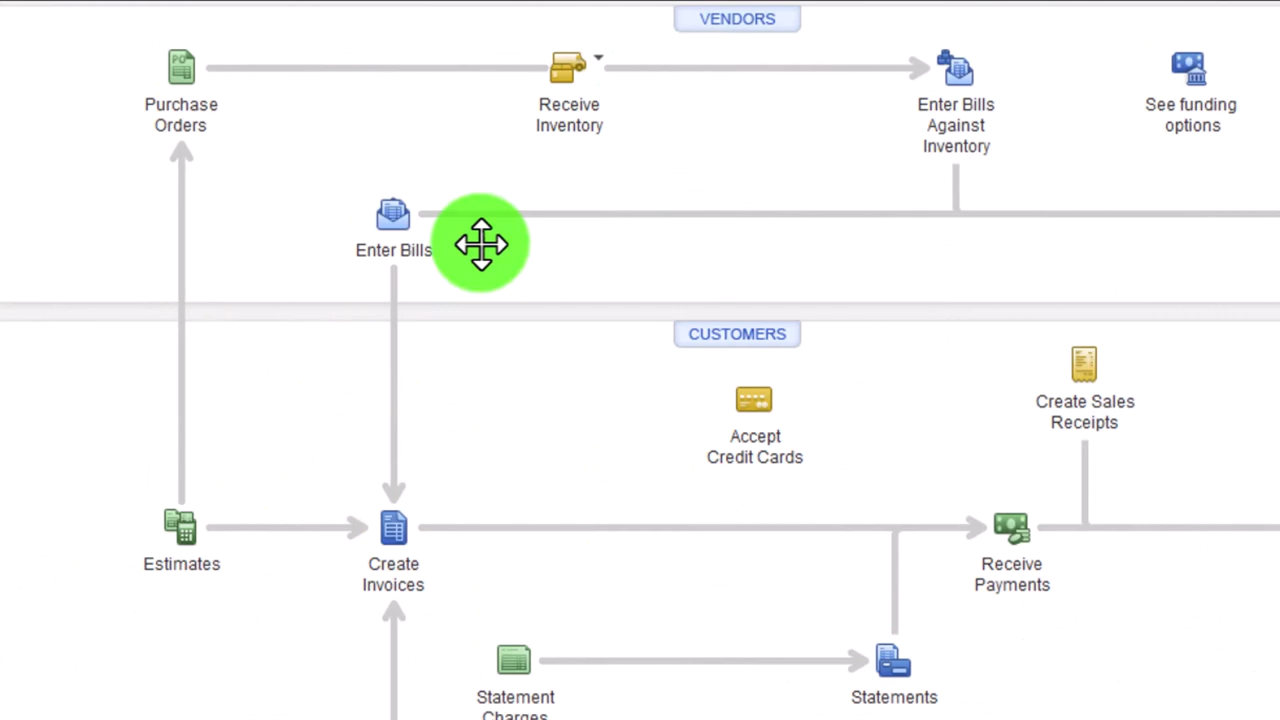 VENDORS
PO
Purchase
Orders
Receive
Inventory
Enter Bills
Against
Inventory
See funding
options
Enter Bills
CUSTOMERS
Create Sales
Receipts
Accept
Credit Cards
Estimates
Create
Invoices
Receive
Payments
Statement
Charges
Statements